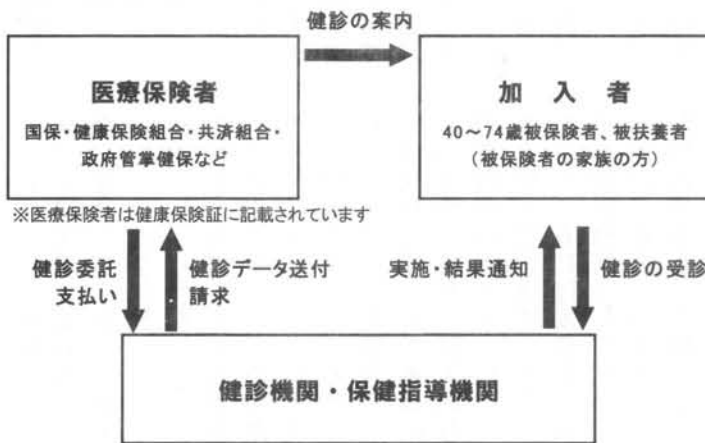 健診の案内
医療保険者
国保・健康保険組合・共済組合・
政府管掌健保など
加 入 者
40～74歳被保険者、被扶養者
（被保険者の家族の方）
※医療保険者は健康保険証に記載されています
健診委託
支払い
健診データ送付
請求
実施・結果通知
健診の受診
健診機関・保健指導機関